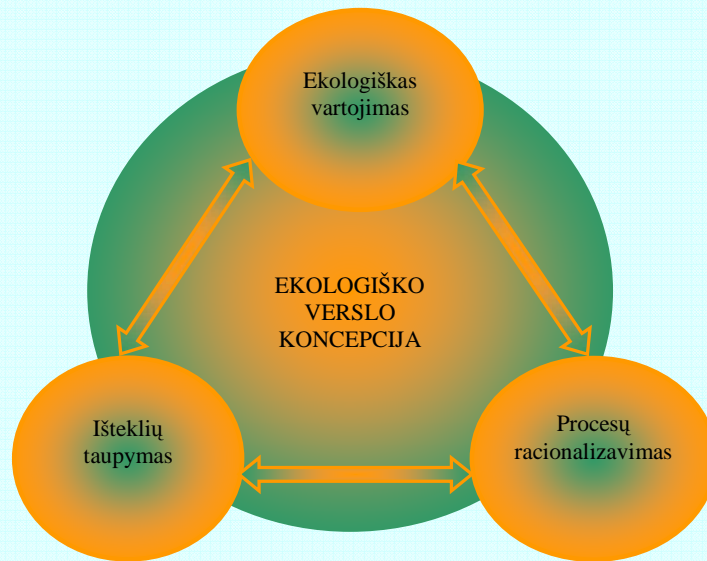 Ekologiškas
vartojimas
EKOLOGIŠKO
VERSLO
KONCEPCIJA
Išteklių
taupymas
Procesų
racionalizavimas